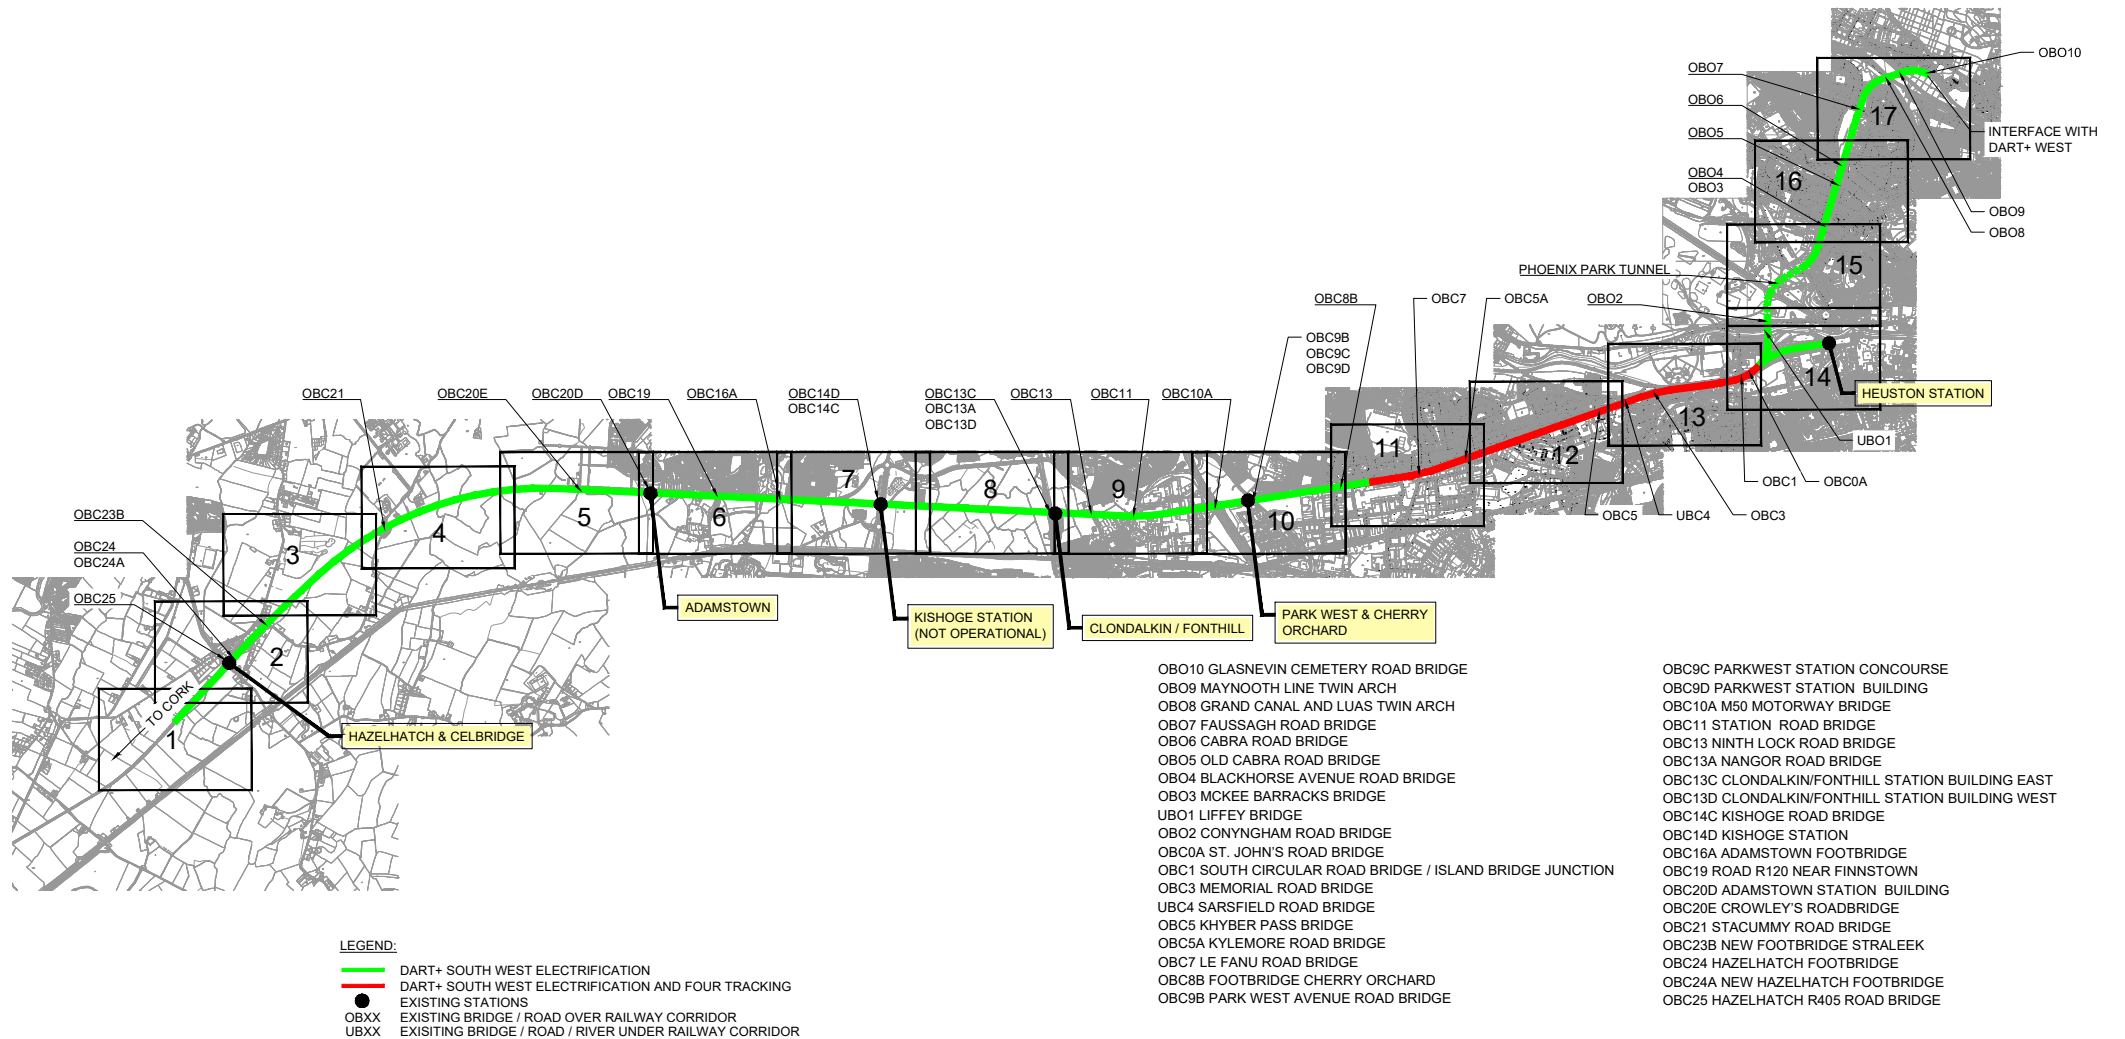 OBO10
OBO7
OBO6
17
OBO5
INTERFACE WITH
DART+ WEST
OBO4
OBO3
16
OBO9
OBO8
PHOENIX PARK TUNNEL
15
OBC8B
OBC7
OBC5A
OBO2
OBC9B
OBC9C
OBC9D
14
HEUSTON STATION
OBC21
OBC20E
OBC20D
OBC19
OBC16A
OBC14D
OBC14C
OBC13C
OBC13A
OBC13D
OBC13
OBC11
OBC10A
13
UBO1
11
12
OBC1
OBC0A
7
8
9
10
OBC5
UBC4
OBC3
5
6
4
OBC23B
3
OBC24
OBC24A
OBC25
ADAMSTOWN
KISHOGE STATION
(NOT OPERATIONAL)
CLONDALKIN / FONTHILL
PARK WEST & CHERRY
ORCHARD
2
TO CORK
1
HAZELHATCH & CELBRIDGE
OBO10 GLASNEVIN CEMETERY ROAD BRIDGE
OBO9 MAYNOOTH LINE TWIN ARCH
OBO8 GRAND CANAL AND LUAS TWIN ARCH
OBO7 FAUSSAGH ROAD BRIDGE
OBO6 CABRA ROAD BRIDGE
OBO5 OLD CABRA ROAD BRIDGE
OBO4 BLACKHORSE AVENUE ROAD BRIDGE
OBO3 MCKEE BARRACKS BRIDGE
UBO1 LIFFEY BRIDGE
OBO2 CONYNGHAM ROAD BRIDGE
OBC0A ST. JOHN'S ROAD BRIDGE
OBC1 SOUTH CIRCULAR ROAD BRIDGE / ISLAND BRIDGE JUNCTION
OBC3 MEMORIAL ROAD BRIDGE
UBC4 SARSFIELD ROAD BRIDGE
OBC5 KHYBER PASS BRIDGE
OBC5A KYLEMORE ROAD BRIDGE
OBC7 LE FANU ROAD BRIDGE
OBC8B FOOTBRIDGE CHERRY ORCHARD
OBC9B PARK WEST AVENUE ROAD BRIDGE
OBC9C PARKWEST STATION CONCOURSE
OBC9D PARKWEST STATION BUILDING
OBC10A M50 MOTORWAY BRIDGE
OBC11 STATION ROAD BRIDGE
OBC13 NINTH LOCK ROAD BRIDGE
OBC13A NANGOR ROAD BRIDGE
OBC13C CLONDALKIN/FONTHILL STATION BUILDING EAST
OBC13D CLONDALKIN/FONTHILL STATION BUILDING WEST
OBC14C KISHOGE ROAD BRIDGE
OBC14D KISHOGE STATION
OBC16A ADAMSTOWN FOOTBRIDGE
OBC19 ROAD R120 NEAR FINNSTOWN
OBC20D ADAMSTOWN STATION BUILDING
OBC20E CROWLEY'S ROADBRIDGE
OBC21 STACUMMY ROAD BRIDGE
OBC23B NEW FOOTBRIDGE STRALEEK
OBC24 HAZELHATCH FOOTBRIDGE
OBC24A NEW HAZELHATCH FOOTBRIDGE
OBC25 HAZELHATCH R405 ROAD BRIDGE
LEGEND:
DART+ SOUTH WEST ELECTRIFICATION
DART+ SOUTH WEST ELECTRIFICATION AND FOUR TRACKING
EXISTING STATIONS
OBXX EXISTING BRIDGE / ROAD OVER RAILWAY CORRIDOR
UBXX EXISITING BRIDGE / ROAD / RIVER UNDER RAILWAY CORRIDOR